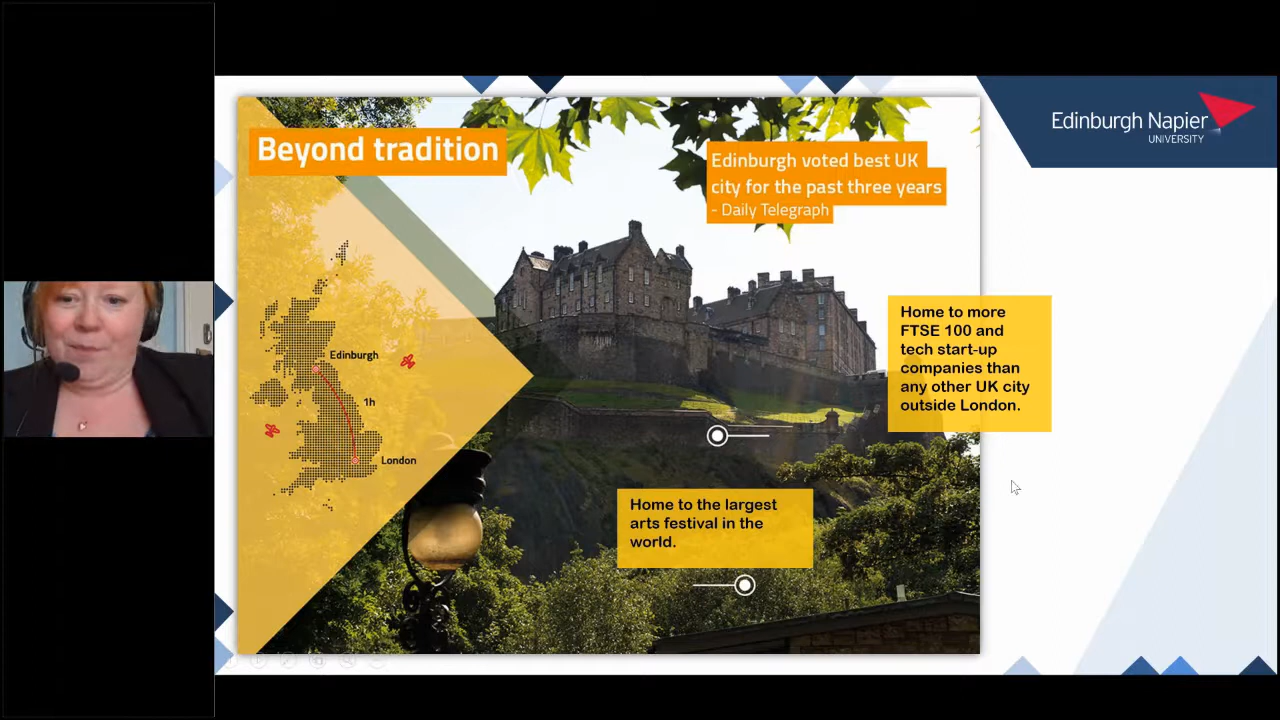 Beyond tradition
Edinburgh voted best UK
city for the past three years
- Daily Telegraph
Edinburgh Napier
UNIVERSITY
Home to more
FTSE 100 and
tech start-up
companies than
any other UK city
outside London.
Edinburgh
1h
London
Home to the largest
arts festival in the
world.